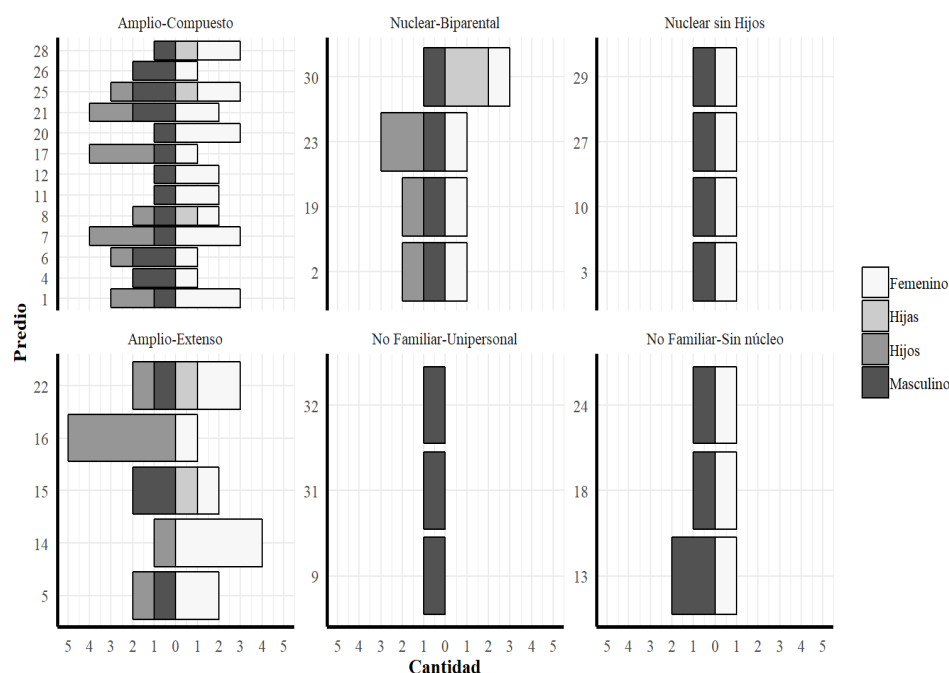 Amplio-Compuesto
28
26
25
21
20
17
12
11
8
7
6
4
1
Nuclear-Biparental
30
23
19
2
Nuclear sin Hijos
29
27
10
3
Predio
Amplio-Extenso
22
16
15
14
5
5 4 3 2 1 0 1 2 3 4 5
No Familiar-Unipersonal
32
31
9
5 4 3 2 1 0 1 2 3 4 5
No Familiar-Sin núcleo
24
18
13
5 4 3 2 1 0 1 2 3 4 5
Cantidad
Femenino
Hijas
Hijos
Masculino